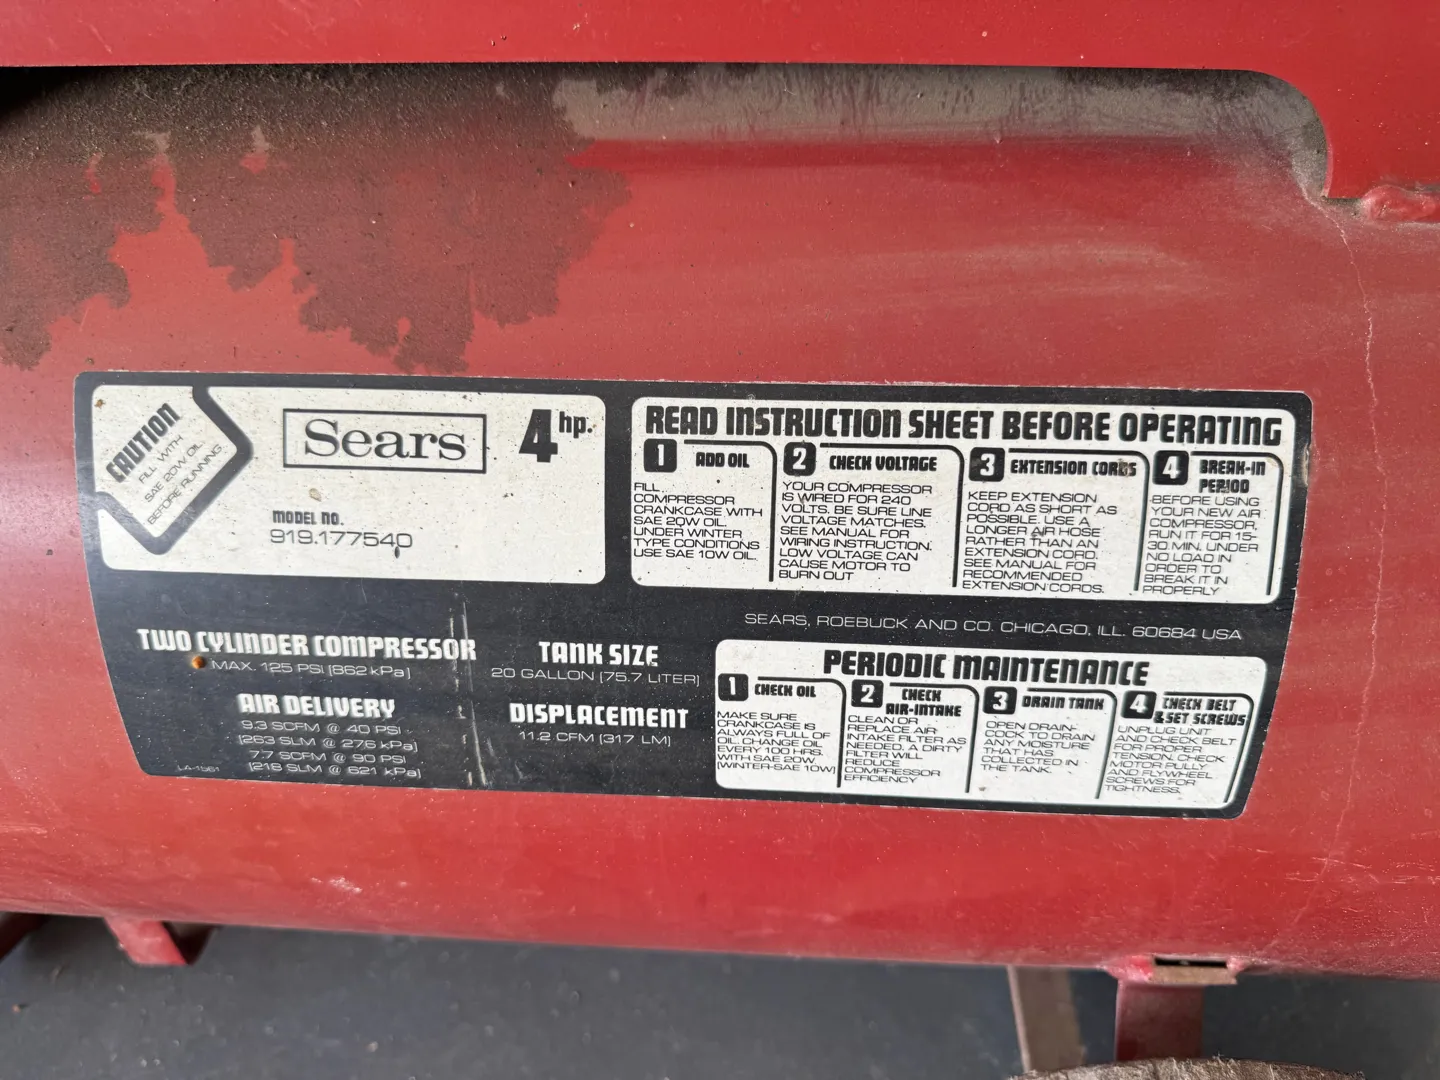 CAUTION
FILL WITH
SAE 20W OIL
BEFORE RUNNING
Sears
4 hp.
MODEL NO.
919.177540
READ INSTRUCTION SHEET BEFORE OPERATING
1 ADD OIL
FILL
COMPRESSOR
CRANKCASE WITH
SAE 20W OIL.
UNDER WINTER
TYPE CONDITIONS
USE SAE 10W OIL.
2 CHECK VOLTAGE
YOUR COMPRESSOR
IS WIRED FOR 240
VOLTS. BE SURE LINE
VOLTAGE MATCHES.
SEE MANUAL FOR
WIRING INSTRUCTION.
LOW VOLTAGE CAN
CAUSE MOTOR TO
BURN OUT
3 EXTENSION CORDS
KEEP EXTENSION
CORD AS SHORT AS
POSSIBLE. USE A
LONGER AIR HOSE
RATHER THAN AN
EXTENSION CORD.
SEE MANUAL FOR
RECOMMENDED
EXTENSION CORDS.
4 BREAK-IN
PERIOD
BEFORE USING
YOUR NEW AIR
COMPRESSOR,
RUN IT FOR 15-
30 MIN. UNDER
NO LOAD IN
ORDER TO
BREAK IT IN
PROPERLY
SEARS, ROEBUCK AND CO. CHICAGO, ILL. 60684 USA
TWO CYLINDER COMPRESSOR
MAX. 125 PSI (862 kPa)
AIR DELIVERY
9.3 SCFM @ 40 PSI
(263 SLM @ 276 kPa)
7.7 SCFM @ 90 PSI
(218 SLM @ 621 kPa)
LA-1561
TANK SIZE
20 GALLON (75.7 LITER)
DISPLACEMENT
11.2 CFM (317 LM)
PERIODIC MAINTENANCE
1 CHECK OIL
MAKE SURE
CRANKCASE IS
ALWAYS FULL OF
OIL. CHANGE OIL
EVERY 100 HRS.
WITH SAE 20W
(WINTER-SAE 10W)
2 CHECK
AIR-INTAKE
CLEAN OR
REPLACE AIR
INTAKE FILTER AS
NEEDED. A DIRTY
FILTER WILL
REDUCE
COMPRESSOR
EFFICIENCY
3 DRAIN TANK
OPEN DRAIN-
COCK TO DRAIN
ANY MOISTURE
THAT HAS
COLLECTED IN
THE TANK.
4 CHECK BELT
& SET SCREWS
UNPLUG UNIT
AND CHECK BELT
FOR PROPER
TENSION. CHECK
MOTOR PULLY
AND FLYWHEEL
SCREWS FOR
TIGHTNESS.